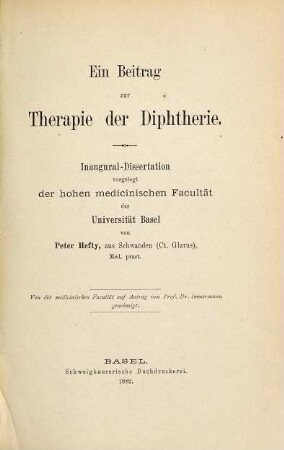 Ein Beitrag
zur
Therapie der Diphtherie.
Inaugural-Dissertation
vorgelegt
der hohen medicinischen Facultät
der
Universität Basel
von
Peter Hefty, aus Schwanden (Ct. Glarus),
Med. pract.
Von der medicinischen Facultät auf Antrag von Prof. Dr. Immermann
genehmigt.
BASEL.
Schweighauserische Buchdruckerei.
1882.